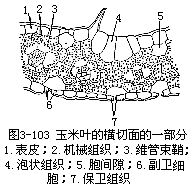 1 2 3 4 5
6 7
图3-103 玉米叶的横切面的一部分
1.表皮；2.机械组织；3.维管束鞘；
4.泡状组织；5.胞间隙；6.副卫细
胞；7.保卫组织